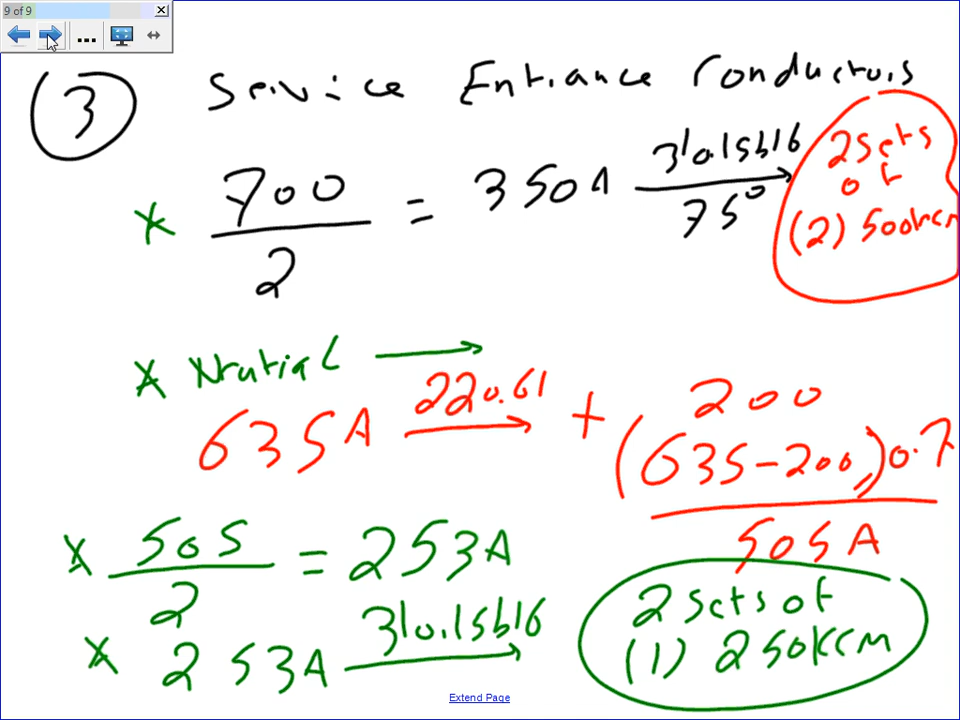 9 of 9
3 Service Entrance Conductors
* 700 / 2 = 350A 310.15b16 75° → 2 sets of (2) 500kcm
* Neutral →
635A 220.61 → 200 + (635-200)0.7
505A
* 505 / 2 = 253A
* 253A 310.15b16 → 2 sets of (1) 250kcm
Extend Page